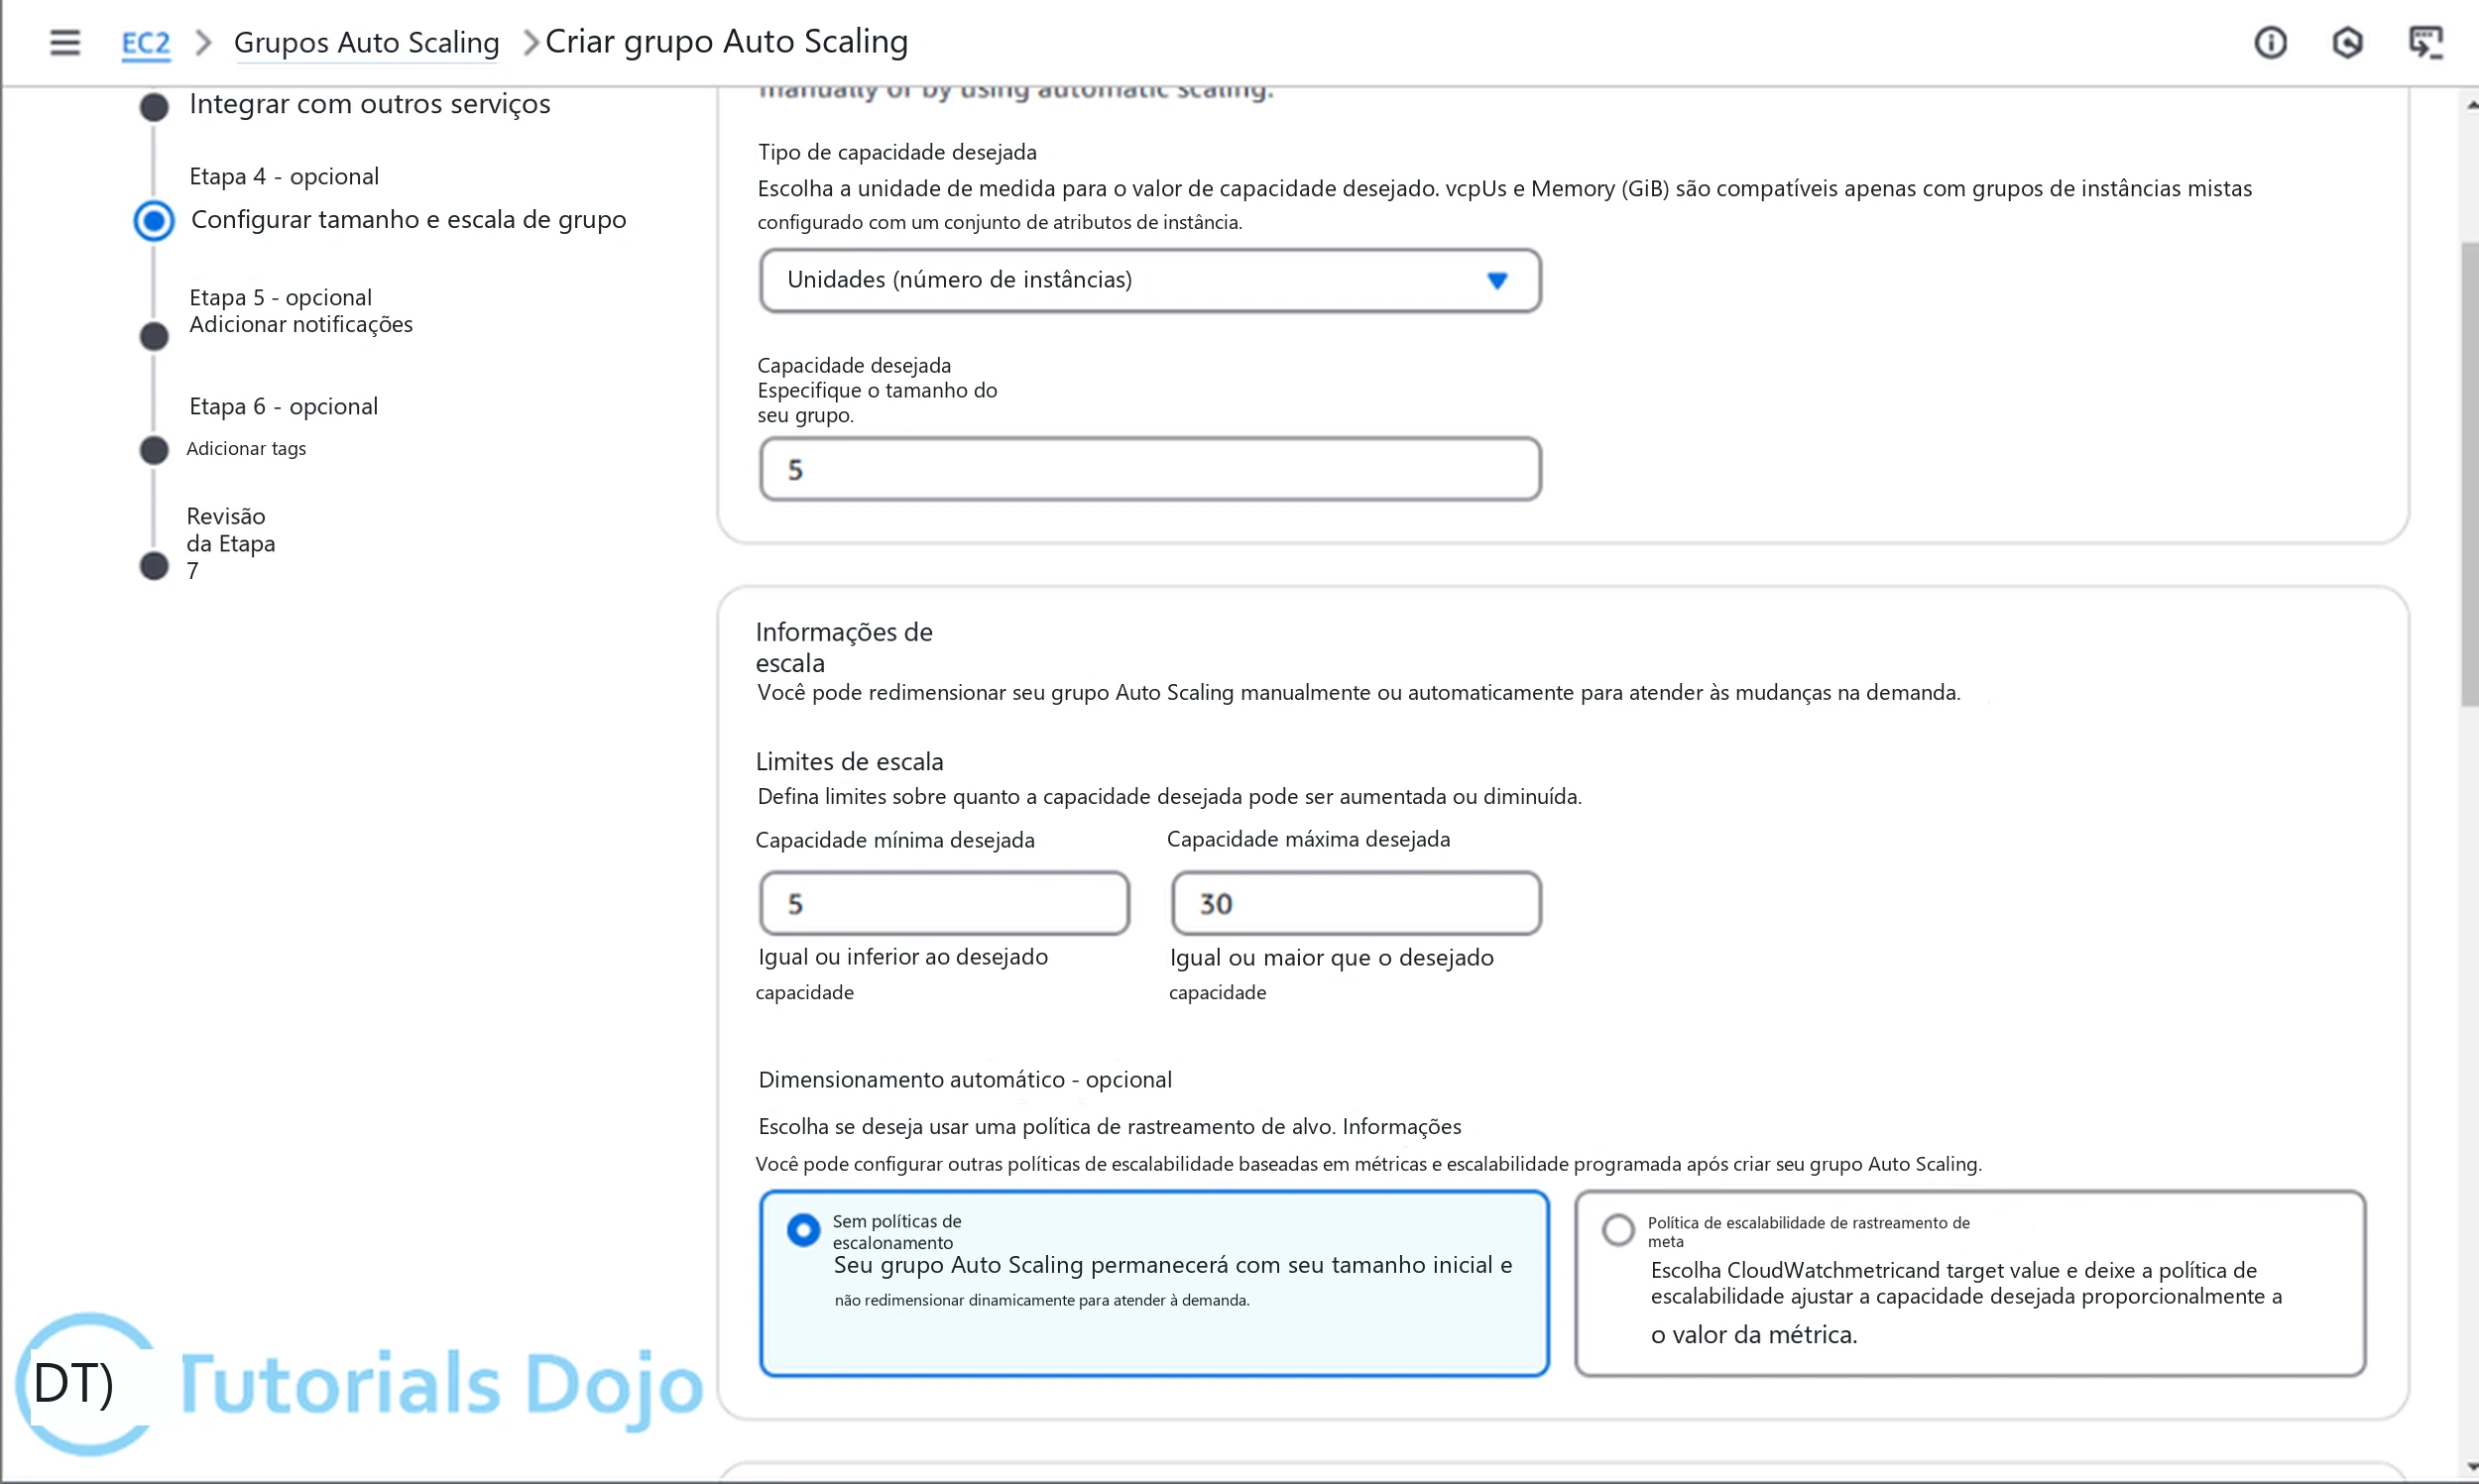 EC2 > Grupos Auto Scaling > Criar grupo Auto Scaling
Integrar com outros serviços
Etapa 4 - opcional
Configurar tamanho e escala de grupo
Etapa 5 - opcional
Adicionar notificações
Etapa 6 - opcional
Adicionar tags
Revisão
da Etapa
7
manually or by using automatic scaling.
Tipo de capacidade desejada
Escolha a unidade de medida para o valor de capacidade desejado. vcpUs e Memory (GiB) são compatíveis apenas com grupos de instâncias mistas
configurado com um conjunto de atributos de instância.
Unidades (número de instâncias)
Capacidade desejada
Especifique o tamanho do
seu grupo.
5
Informações de
escala
Você pode redimensionar seu grupo Auto Scaling manualmente ou automaticamente para atender às mudanças na demanda.
Limites de escala
Defina limites sobre quanto a capacidade desejada pode ser aumentada ou diminuída.
Capacidade mínima desejada
Capacidade máxima desejada
5
30
Igual ou inferior ao desejado
capacidade
Igual ou maior que o desejado
capacidade
Dimensionamento automático - opcional
Escolha se deseja usar uma política de rastreamento de alvo. Informações
Você pode configurar outras políticas de escalabilidade baseadas em métricas e escalabilidade programada após criar seu grupo Auto Scaling.
Sem políticas de
escalonamento
Seu grupo Auto Scaling permanecerá com seu tamanho inicial e
não redimensionar dinamicamente para atender à demanda.
Política de escalabilidade de rastreamento de
meta
Escolha CloudWatchmetricand target value e deixe a política de
escalabilidade ajustar a capacidade desejada proporcionalmente a
o valor da métrica.
DT) Tutorials Dojo